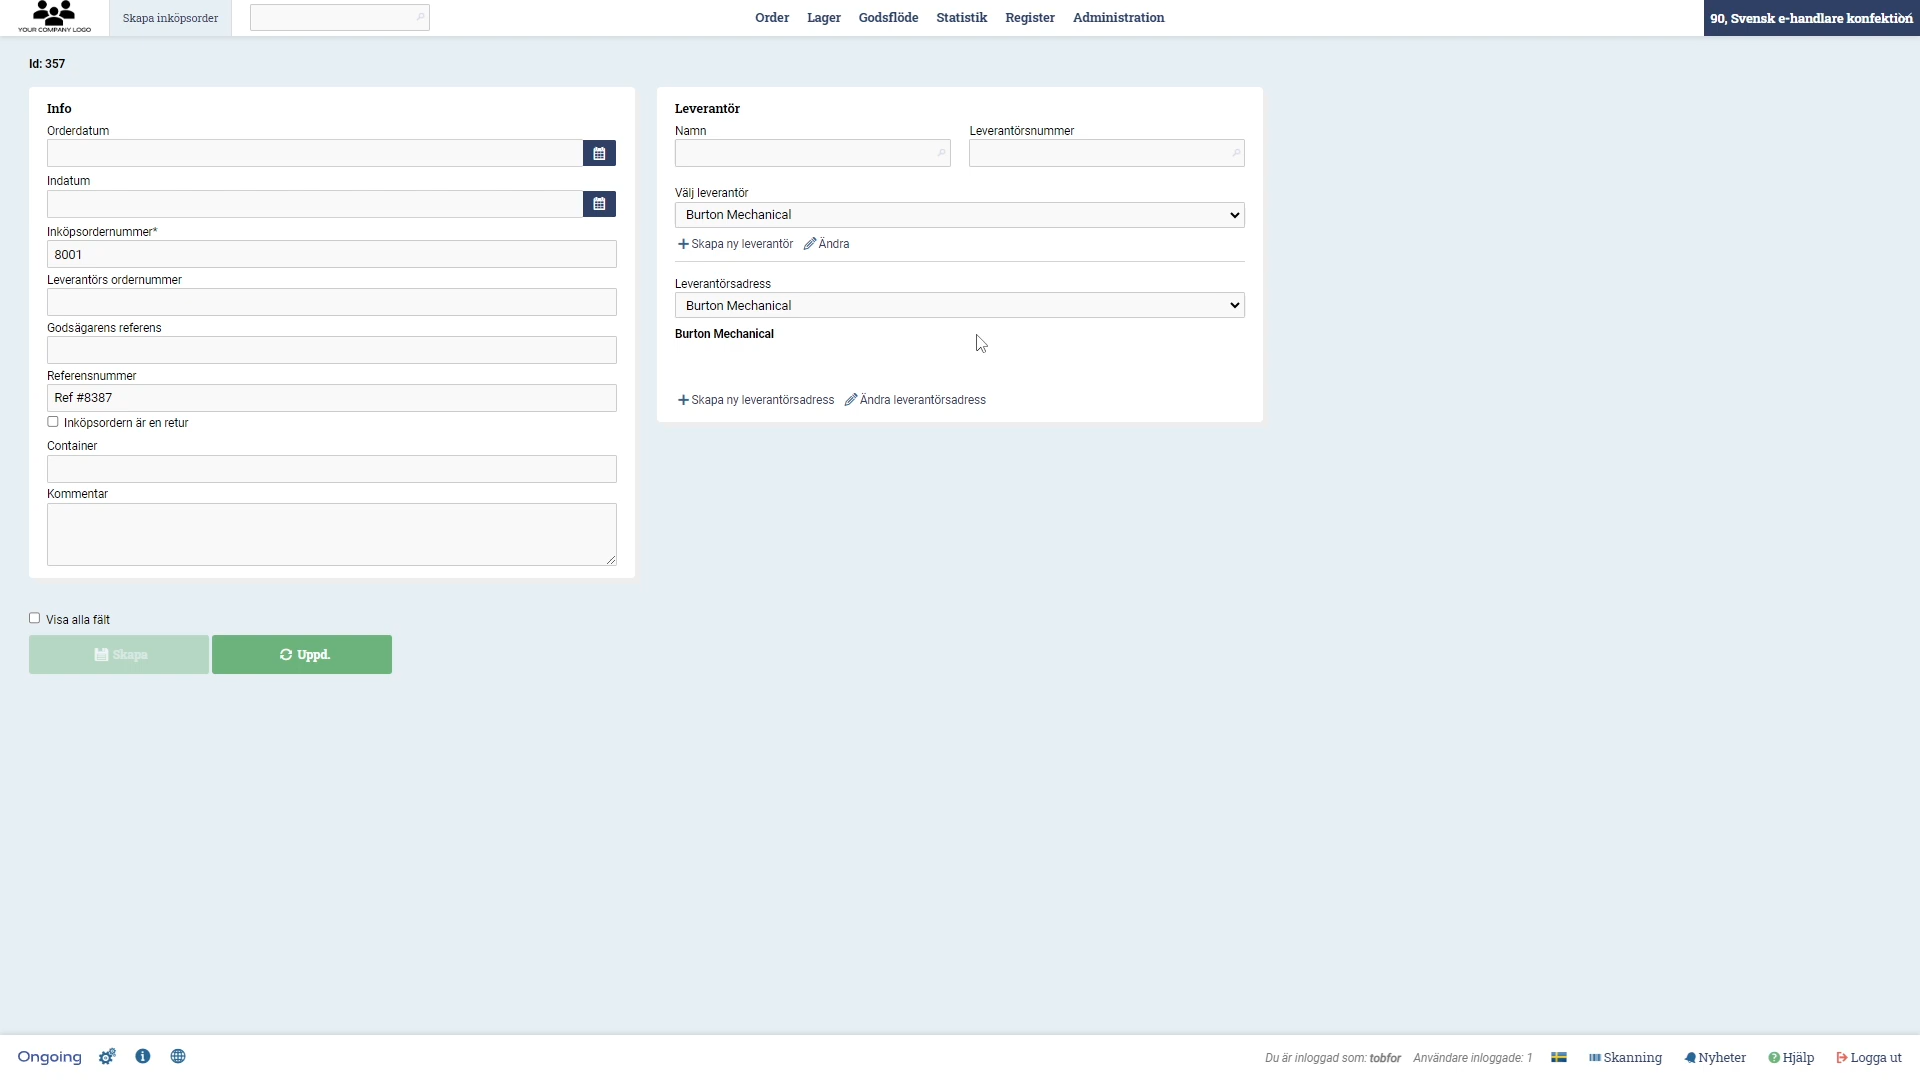 YOUR COMPANY LOGO
Skapa inköpsorder
Order Lager Godsflöde Statistik Register Administration
90, Svensk e-handlare konfektion
Id: 357
Info
Orderdatum
Indatum
Inköpsordernummer*
8001
Leverantörs ordernummer
Godsägarens referens
Referensnummer
Ref #8387
Inköpsordern är en retur
Container
Kommentar
Leverantör
Namn Leverantörsnummer
Välj leverantör
Burton Mechanical
Skapa ny leverantör Ändra
Leverantörsadress
Burton Mechanical
Burton Mechanical
Skapa ny leverantörsadress Ändra leverantörsadress
Visa alla fält
Skapa Uppd.
Ongoing
Du är inloggad som: tobfor Användare inloggade: 1 Skanning Nyheter Hjälp Logga ut